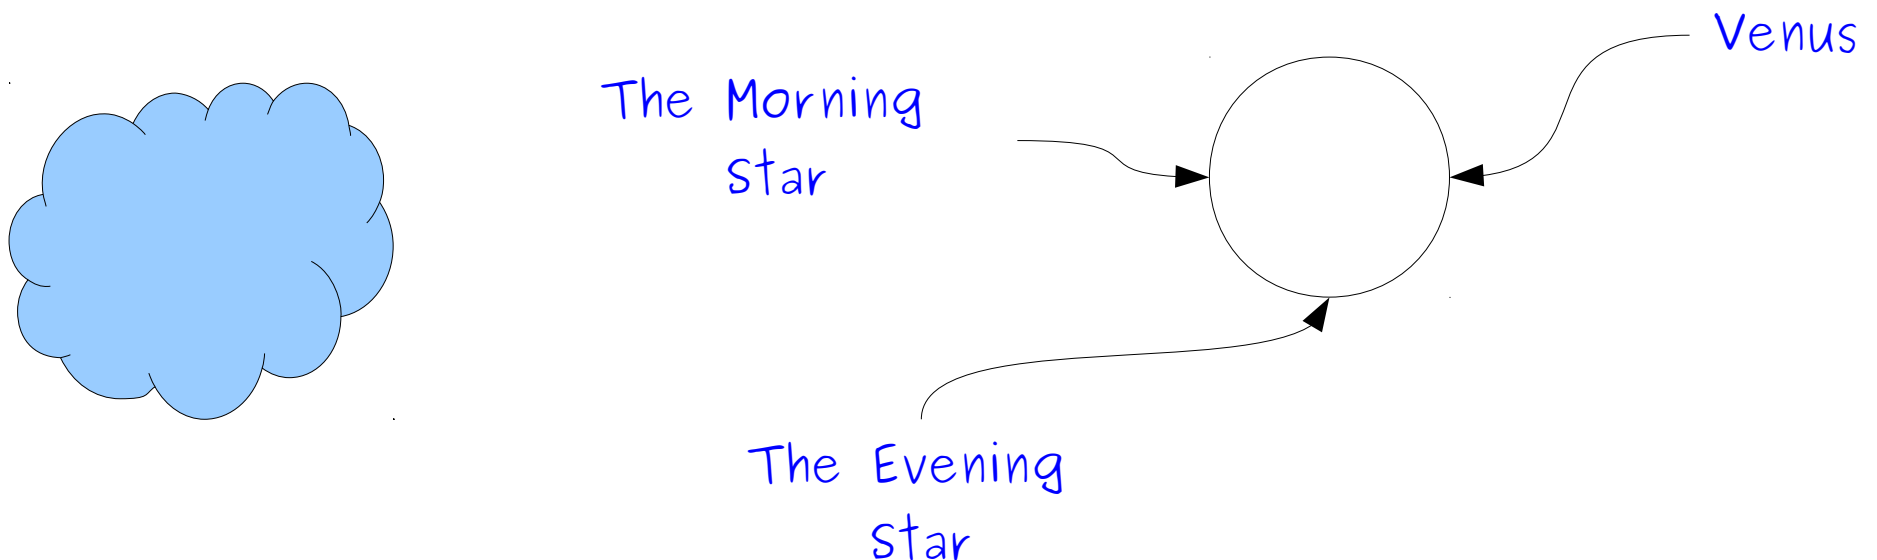 Venus
The Morning
Star
The Evening
Star